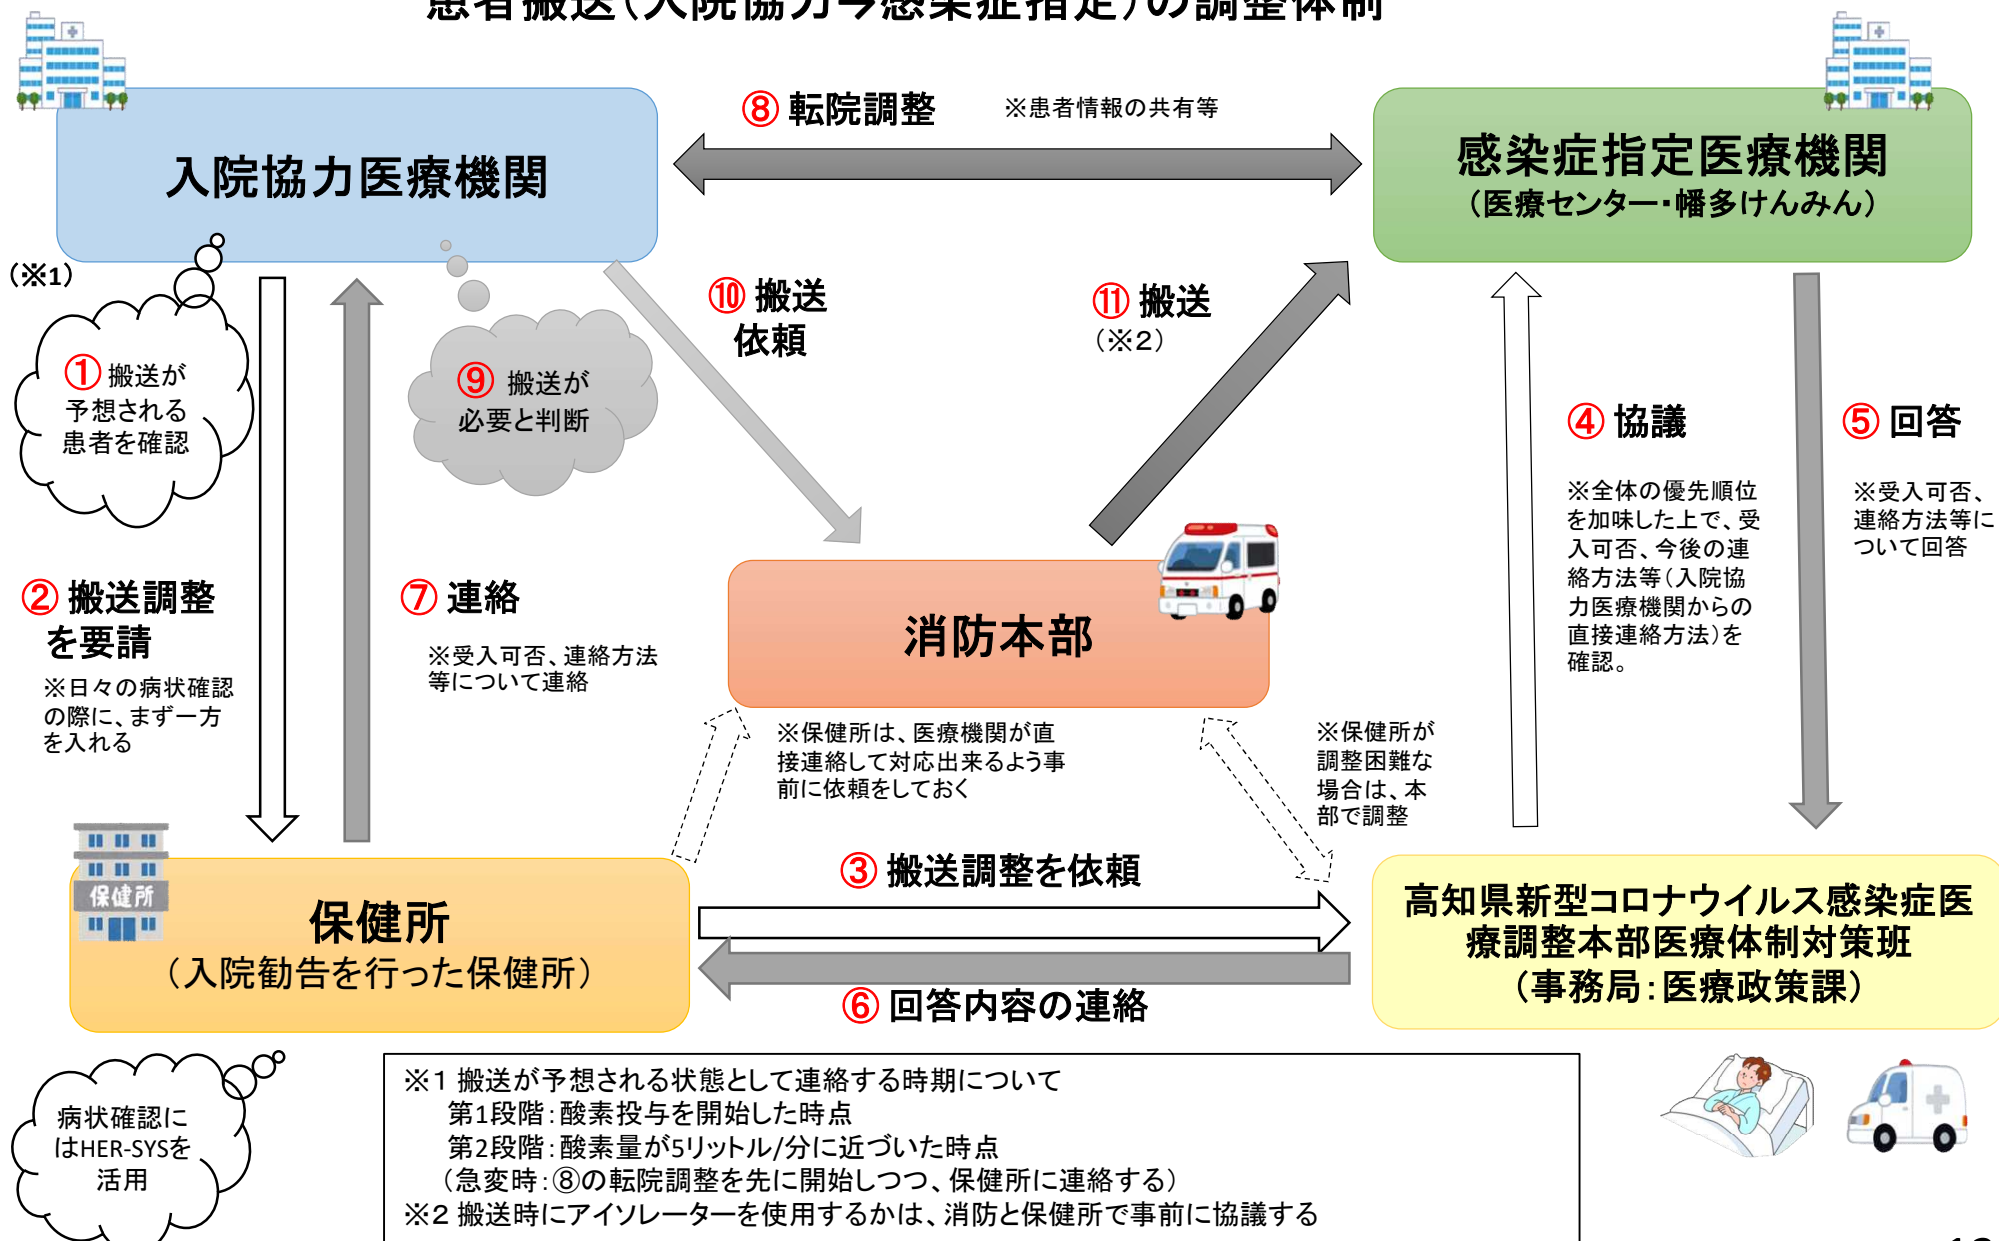 患者搬送(入院協力→感染症指定)の調整体制
⑧ 転院調整
※患者情報の共有等
入院協力医療機関
感染症指定医療機関
(医療センター・幡多けんみん)
(※1)
① 搬送が
予想される
患者を確認
⑨ 搬送が
必要と判断
⑩ 搬送
依頼
⑪ 搬送
(※2)
④ 協議
※全体の優先順位
を加味した上で、受
入可否、今後の連
絡方法等(入院協
力医療機関からの
直接連絡方法)を
確認。
⑤ 回答
※受入可否、
連絡方法等に
ついて回答
② 搬送調整
を要請
※日々の病状確認
の際に、まず一方
を入れる
⑦ 連絡
※受入可否、連絡方法
等について連絡
消防本部
※保健所は、医療機関が直
接連絡して対応出来るよう事
前に依頼をしておく
※保健所が
調整困難な
場合は、本
部で調整
③ 搬送調整を依頼
保健所
保健所
(入院勧告を行った保健所)
高知県新型コロナウイルス感染症医
療調整本部医療体制対策班
(事務局:医療政策課)
⑥ 回答内容の連絡
病状確認に
はHER-SYSを
活用
※1 搬送が予想される状態として連絡する時期について
第1段階:酸素投与を開始した時点
第2段階:酸素量が5リットル/分に近づいた時点
(急変時:⑧の転院調整を先に開始しつつ、保健所に連絡する)
※2 搬送時にアイソレーターを使用するかは、消防と保健所で事前に協議する